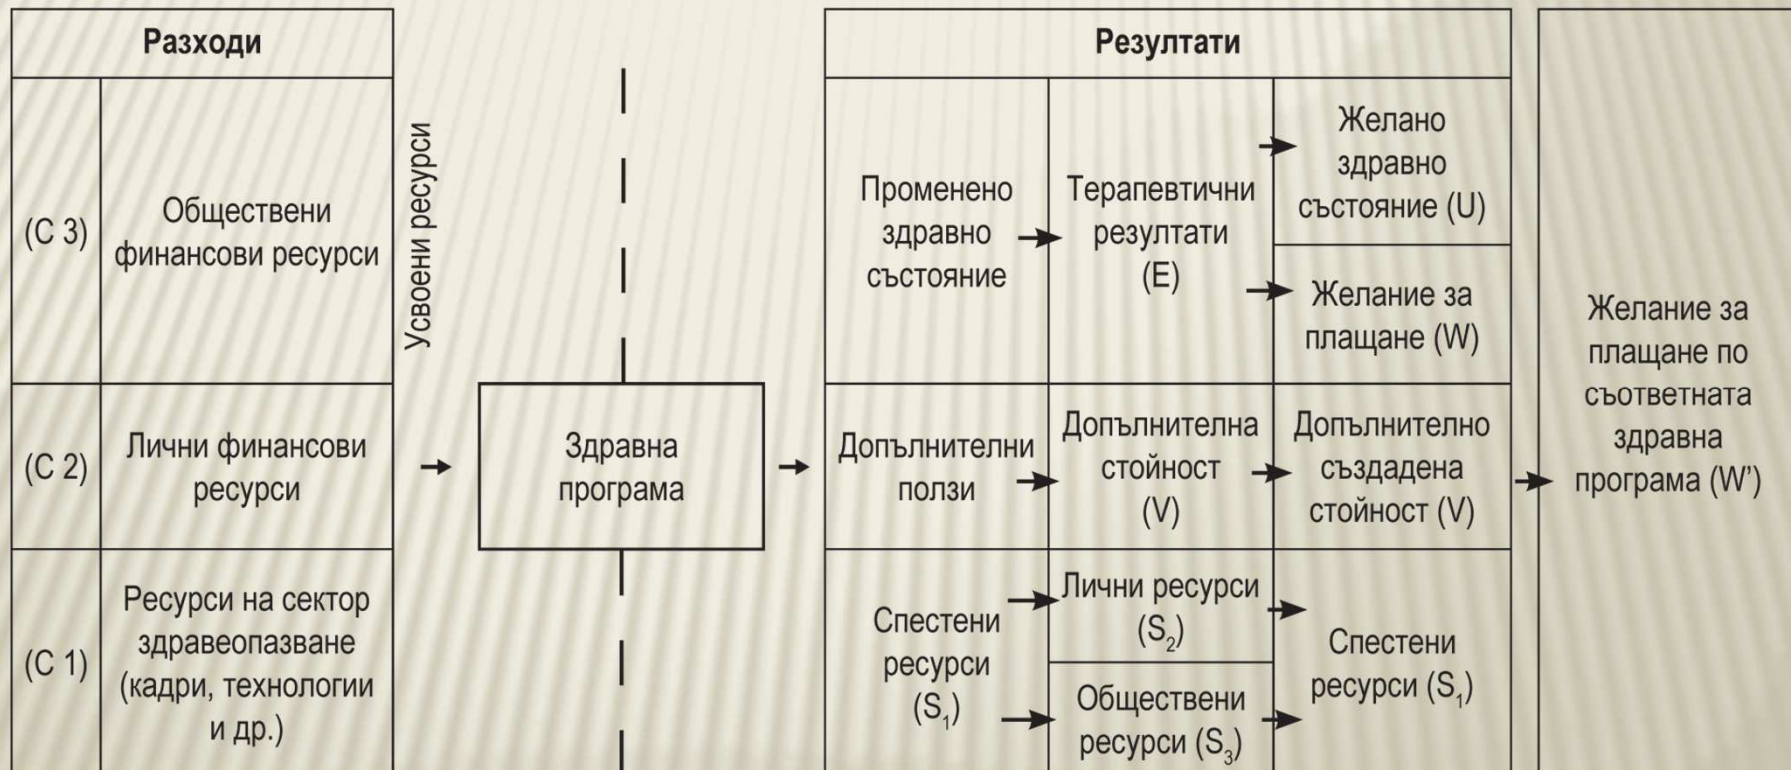 Разходи
(C 3)
Обществени
финансови ресурси
(C 2)
Лични финансови
ресурси
(C 1)
Ресурси на сектор
здравеопазване
(кадри, технологии
и др.)
Усвоени ресурси
Здравна
програма
Резултати
Променено
здравно
състояние
Терапевтични
резултати
(E)
Желано
здравно
състояние (U)
Желание за
плащане (W)
Допълнителни
ползи
Допълнителна
стойност
(V)
Допълнително
създадена
стойност (V)
Спестени
ресурси
(S₁)
Лични ресурси
(S₂)
Обществени
ресурси (S₃)
Спестени
ресурси (S₁)
Желание за
плащане по
съответната
здравна
програма (W’)